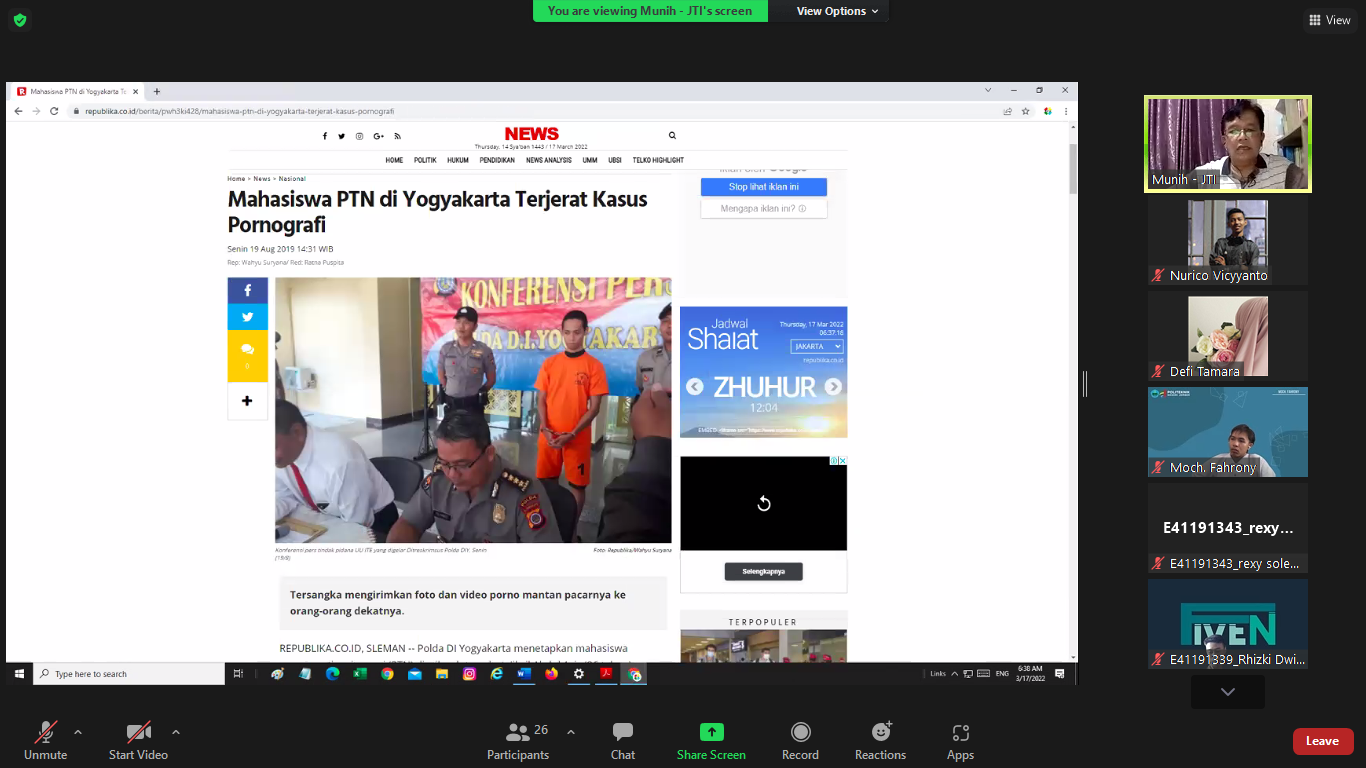 You are viewing Munih - JTI's screen
View Options
View
Mahasiswa PTN di Yogyakarta Te
republika.co.id/berita/pwh3ki428/mahasiswa-ptn-di-yogyakarta-terjerat-kasus-pornografi
NEWS
Thursday, 14 Sya'ban 1443 / 17 March 2022
HOME POLITIK HUKUM PENDIDIKAN NEWS ANALYSIS UMM UBSI TELKO HIGHLIGHT
Home > News > Nasional
Mahasiswa PTN di Yogyakarta Terjerat Kasus
Pornografi
Senin 19 Aug 2019 14:31 WIB
Rep: Wahyu Suryana/ Red: Ratna Puspita
0
KONFERENSI PER
DA D.I.YOGYAKAR
1
Konferensi pers tindak pidana UU ITE yang digelar Ditreskrimsus Polda DIY, Senin
(19/8).
Foto: Republika/Wahyu Suryana
Tersangka mengirimkan foto dan video porno mantan pacarnya ke
orang-orang dekatnya.
REPUBLIKA.CO.ID, SLEMAN -- Polda DI Yogyakarta menetapkan mahasiswa
Stop lihat iklan ini
Mengapa iklan ini?
Jadwal
Shalat
Thursday, 17 Mar 2022
06:37:16
JAKARTA
republika.co.id
ZHUHUR
12:04
Selengkapnya
TERPOPULER
Type here to search
Links
ENG
6:38 AM
3/17/2022
Munih - JTI
Nurico Vicyyanto
Defi Tamara
POLITEKNIK
Moch. Fahrony
E41191343_rexy...
E41191343_rexy sole...
FIVEN
E41191339_Rhizki Dwi...
Unmute
Start Video
Participants
26
Chat
Share Screen
Record
Reactions
Apps
Leave